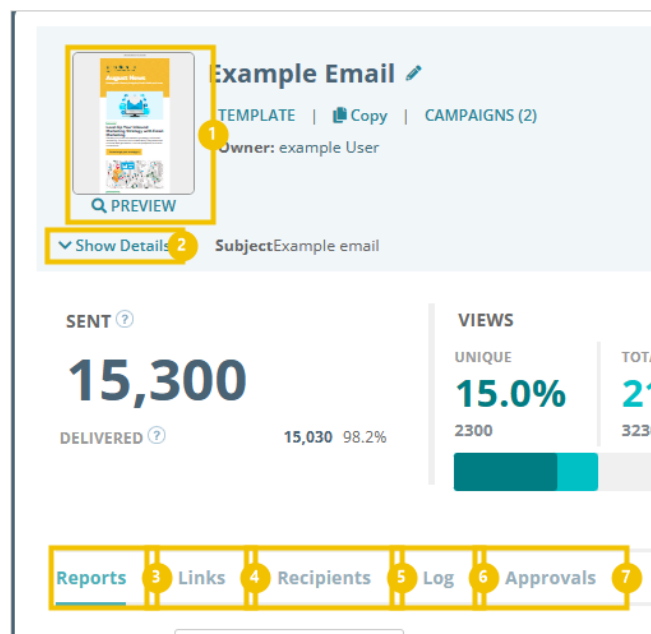 August News
Example Email
TEMPLATE | Copy | CAMPAIGNS (2)
1
Owner: example User
PREVIEW
Show Details 2 SubjectExample email
SENT ?
VIEWS
UNIQUE
15,300
15.0%
2300
DELIVERED ? 15,030 98.2%
Reports 3 Links 4 Recipients 5 Log 6 Approvals 7